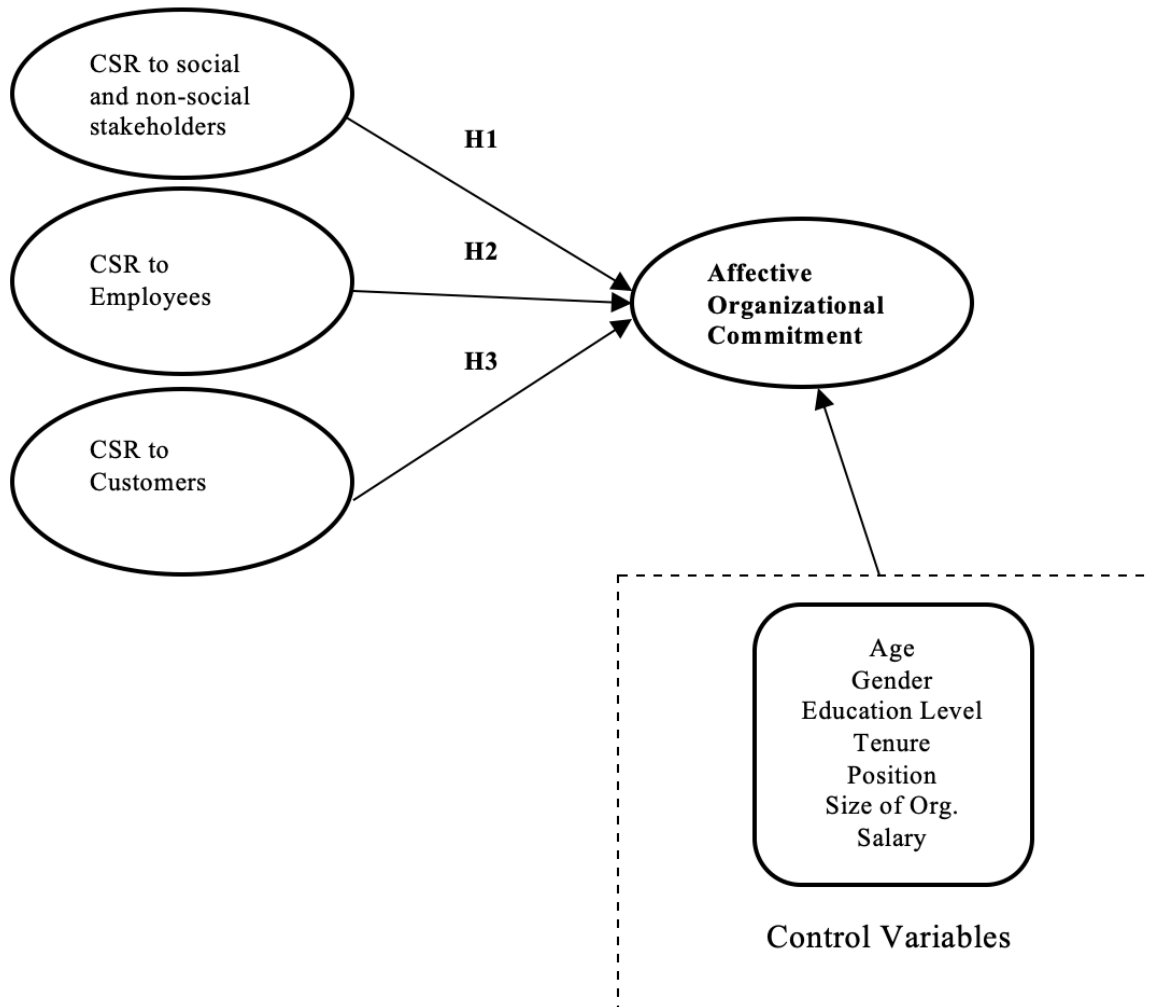 CSR to social
and non-social
stakeholders
H1
CSR to
Employees
H2
Affective
Organizational
Commitment
H3
CSR to
Customers
Age
Gender
Education Level
Tenure
Position
Size of Org.
Salary
Control Variables